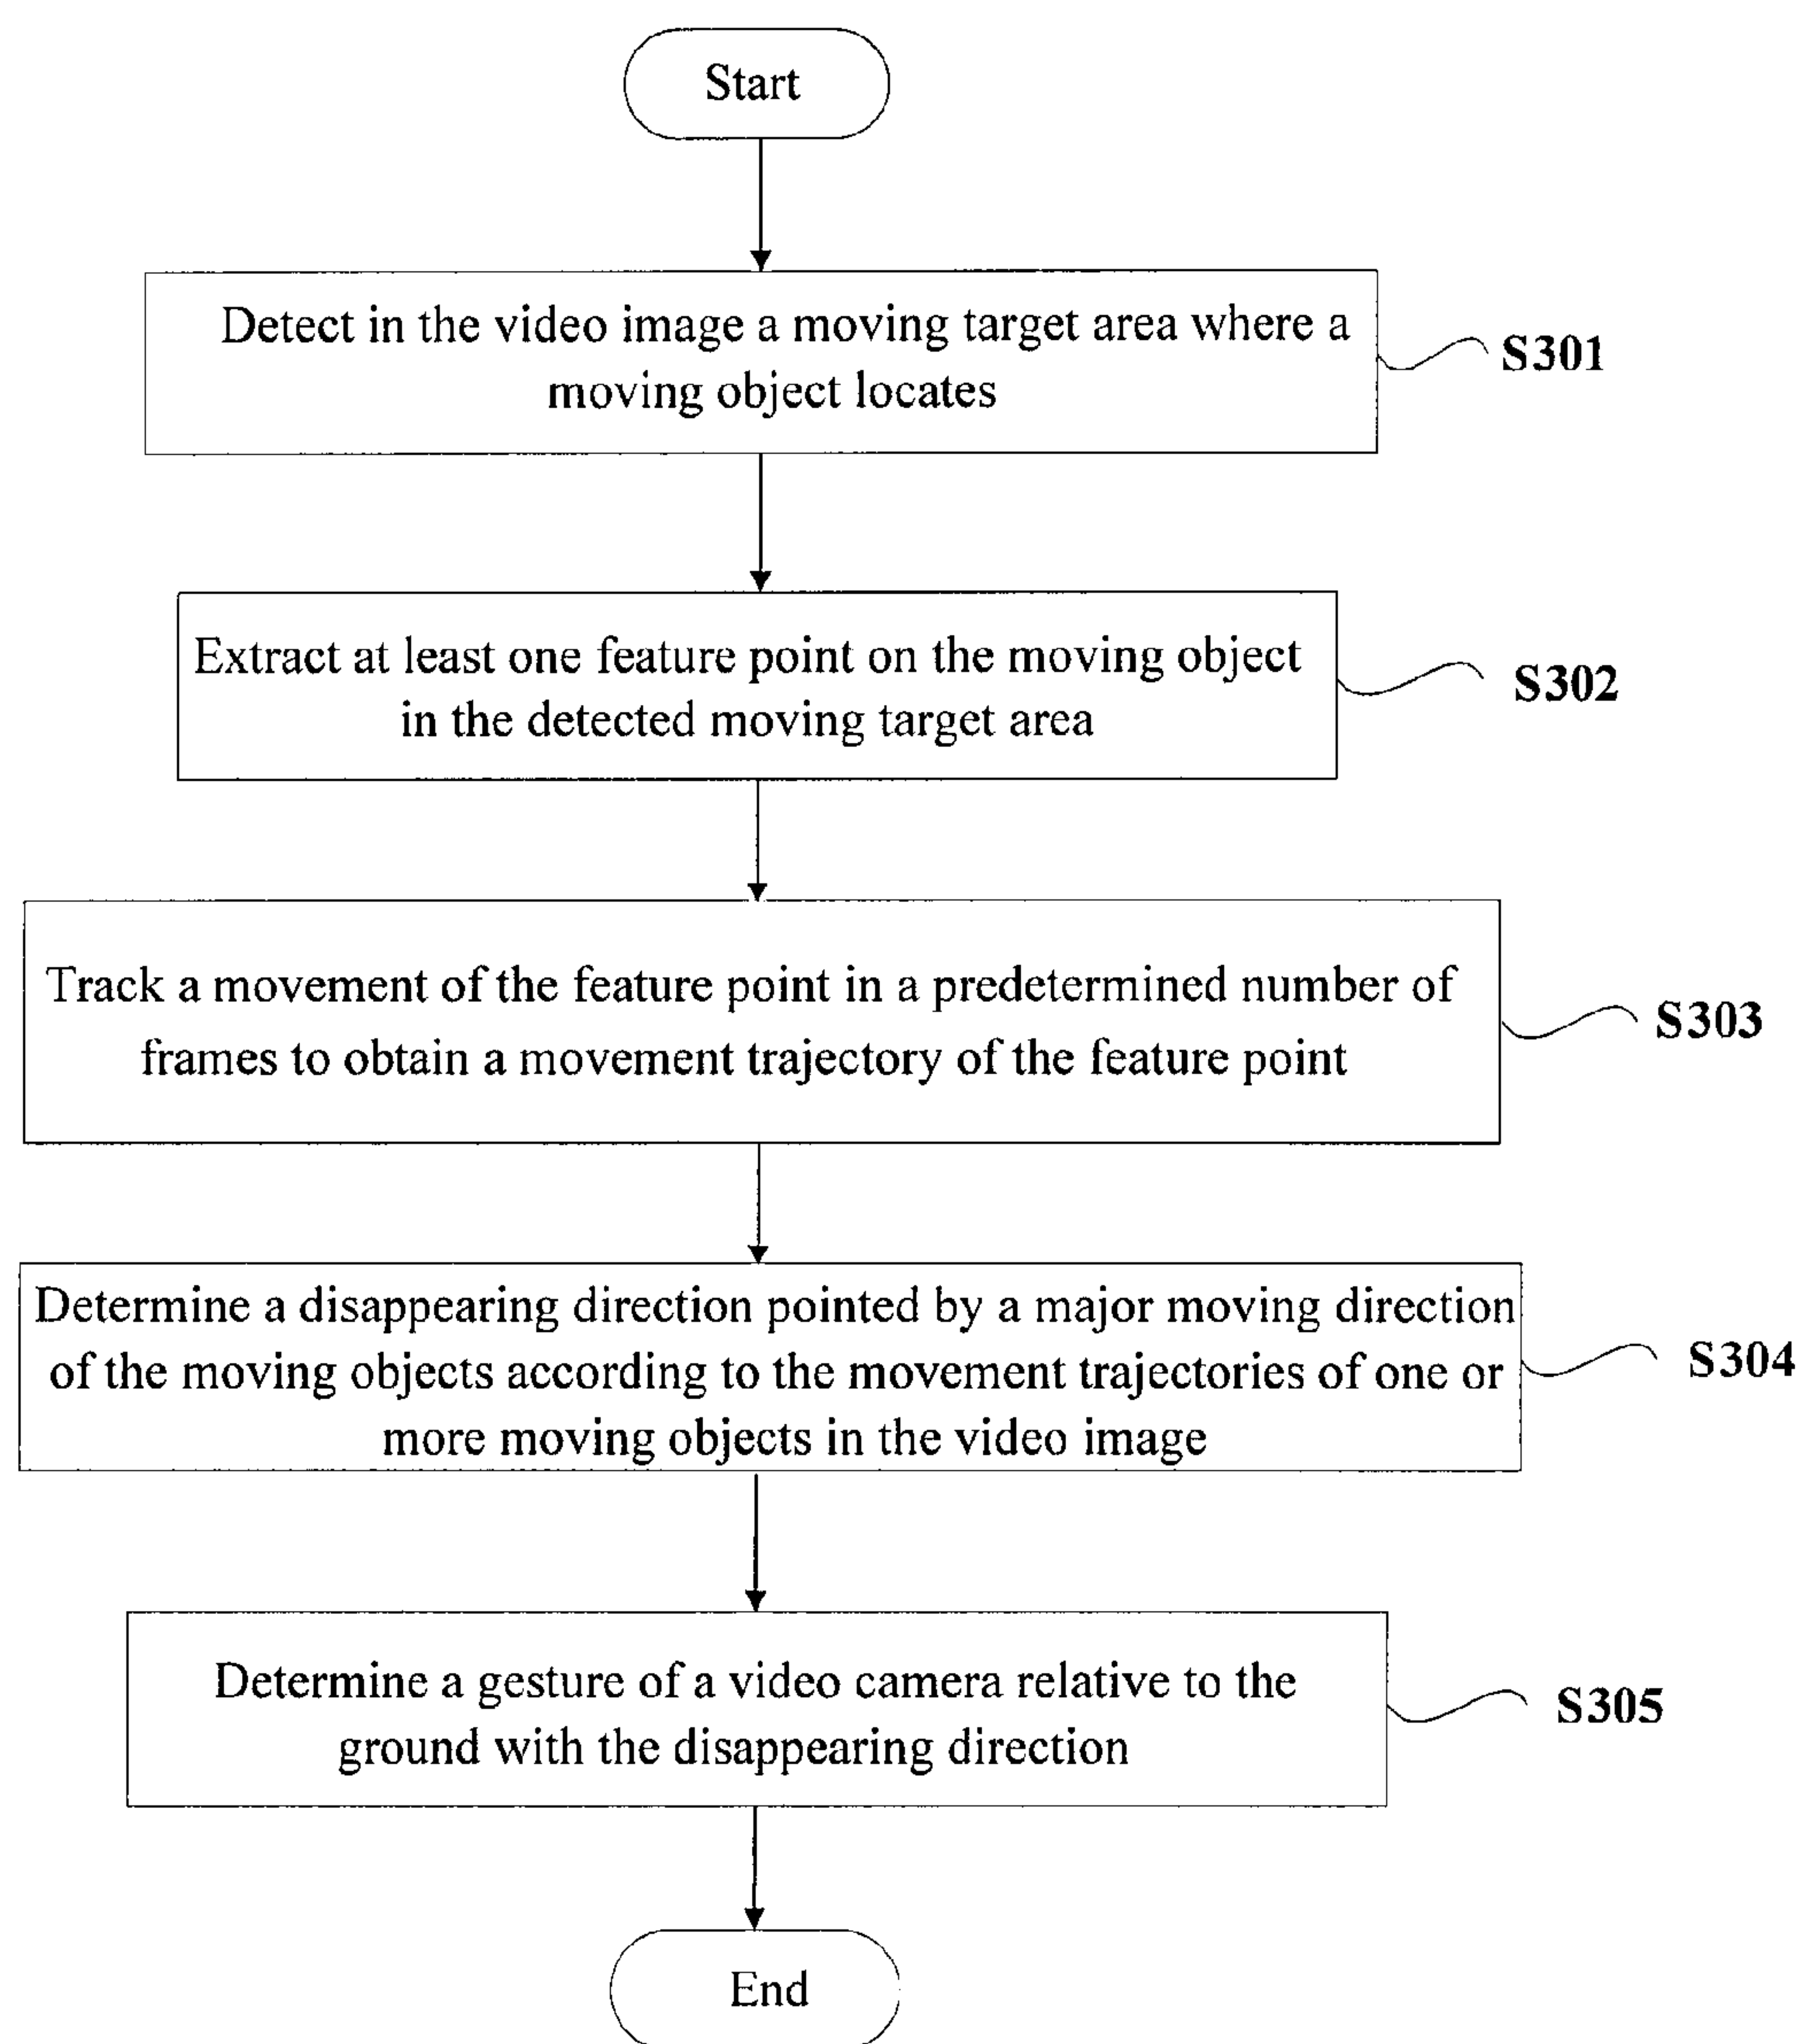 Start
Detect in the video image a moving target area where a
moving object locates
S301
Extract at least one feature point on the moving object
in the detected moving target area
S302
Track a movement of the feature point in a predetermined number of
frames to obtain a movement trajectory of the feature point
S303
Determine a disappearing direction pointed by a major moving direction
of the moving objects according to the movement trajectories of one or
more moving objects in the video image
S304
Determine a gesture of a video camera relative to the
ground with the disappearing direction
S305
End